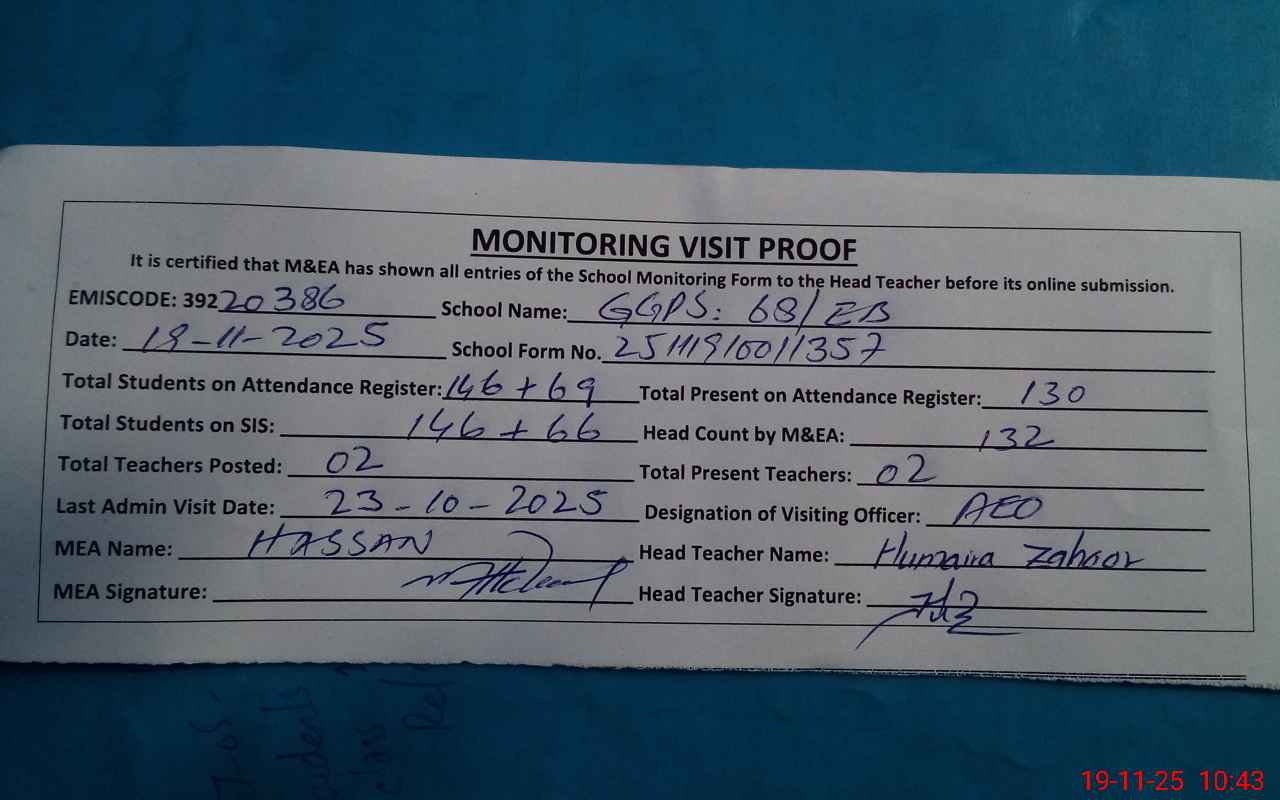 MONITORING VISIT PROOF
It is certified that M&EA has shown all entries of the School Monitoring Form to the Head Teacher before its online submission.
EMISCODE: 39220386 School Name: GGPS: 68/EB
Date: 19-11-2025 School Form No. 25111910011357
Total Students on Attendance Register: 146 + 69 Total Present on Attendance Register: 130
Total Students on SIS: 146 + 66 Head Count by M&EA: 132
Total Teachers Posted: 02 Total Present Teachers: 02
Last Admin Visit Date: 23-10-2025 Designation of Visiting Officer: AEO
MEA Name: HASSAN Head Teacher Name: Humaira Zahoor
MEA Signature: Head Teacher Signature:
class
19-11-25 10:43